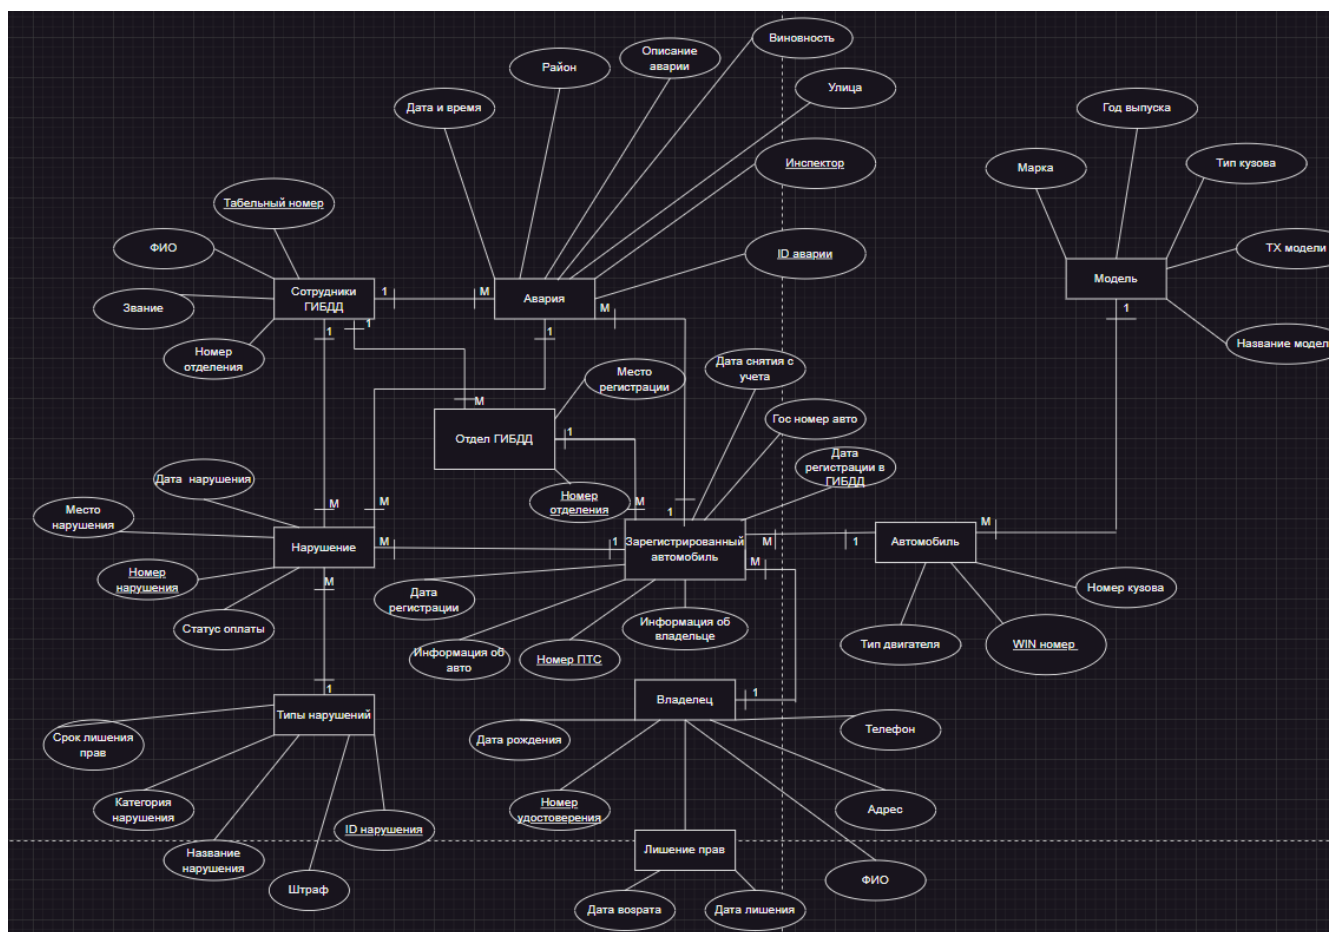 Виновность
Описание
аварии
Район
Улица
Дата и время
Год выпуска
Инспектор
Тип кузова
Марка
Табельный номер
ФИО
ID аварии
ТХ модели
Модель
Сотрудники
ГИБДД
1
М
Авария
М
1
Звание
1
1
1
Номер
отделения
Название модел
Дата снятия с
учета
Место
регистрации
М
Гос номер авто
Отдел ГИБДД
1
Дата
регистрации в
ГИБДД
Дата нарушения
Номер
отделения
М
М
М
Место
нарушения
1
М
Нарушение
М
1
Зарегистрированный
автомобиль
М
1
Автомобиль
М
М
Номер
нарушения
М
Дата
регистрации
Номер кузова
Статус оплаты
Информация об
владельце
Тип двигателя
WIN номер
Информация об
авто
Номер ПТС
1
Владелец
1
Типы нарушений
Телефон
Срок лишения
прав
Дата рождения
Категория
нарушения
Номер
удостоверения
Адрес
ID нарушения
Название
нарушения
Лишение прав
Штраф
ФИО
Дата возрата
Дата лишения